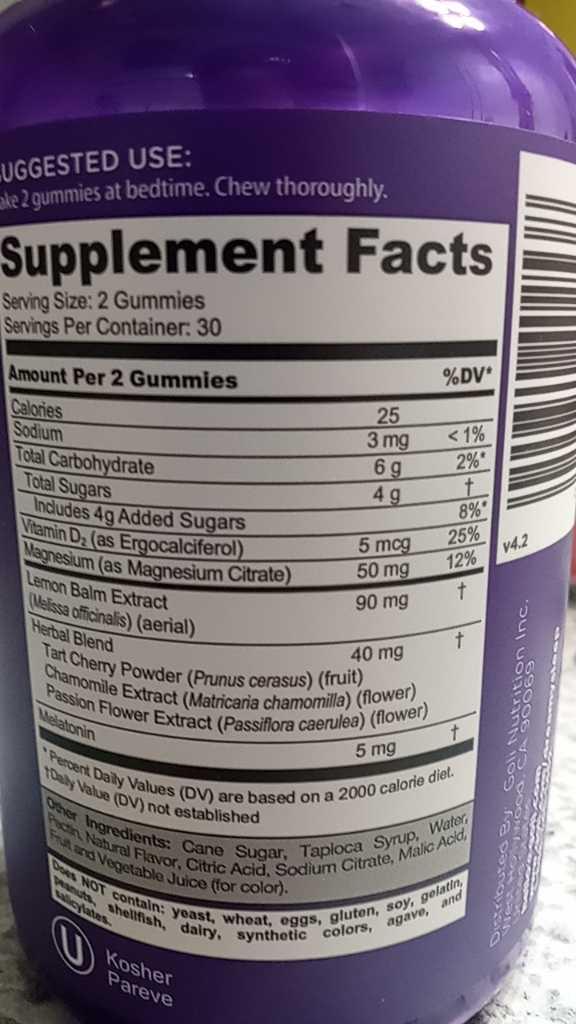 UGGESTED USE:
ake 2 gummies at bedtime. Chew thoroughly.
Supplement Facts
Serving Size: 2 Gummies
Servings Per Container: 30
Amount Per 2 Gummies %DV*
Calories 25
Sodium 3 mg < 1%
Total Carbohydrate 6 g 2%*
Total Sugars 4 g †
Includes 4g Added Sugars 8%*
Vitamin D₂ (as Ergocalciferol) 5 mcg 25%
Magnesium (as Magnesium Citrate) 50 mg 12%
Lemon Balm Extract 90 mg †
(Melissa officinalis) (aerial)
Herbal Blend 40 mg †
Tart Cherry Powder (Prunus cerasus) (fruit)
Chamomile Extract (Matricaria chamomilla) (flower)
Passion Flower Extract (Passiflora caerulea) (flower)
Melatonin 5 mg †
* Percent Daily Values (DV) are based on a 2000 calorie diet.
†Daily Value (DV) not established
Other Ingredients: Cane Sugar, Tapioca Syrup, Water,
Pectin, Natural Flavor, Citric Acid, Sodium Citrate, Malic Acid,
Fruit and Vegetable Juice (for color).
Does NOT contain: yeast, wheat, eggs, gluten, soy, gelatin,
peanuts, shellfish, dairy, synthetic colors, agave, and
salicylates.
U
Kosher
Pareve
v4.2
Distributed By: Goli Nutrition Inc.
West Hollywood, CA 90069